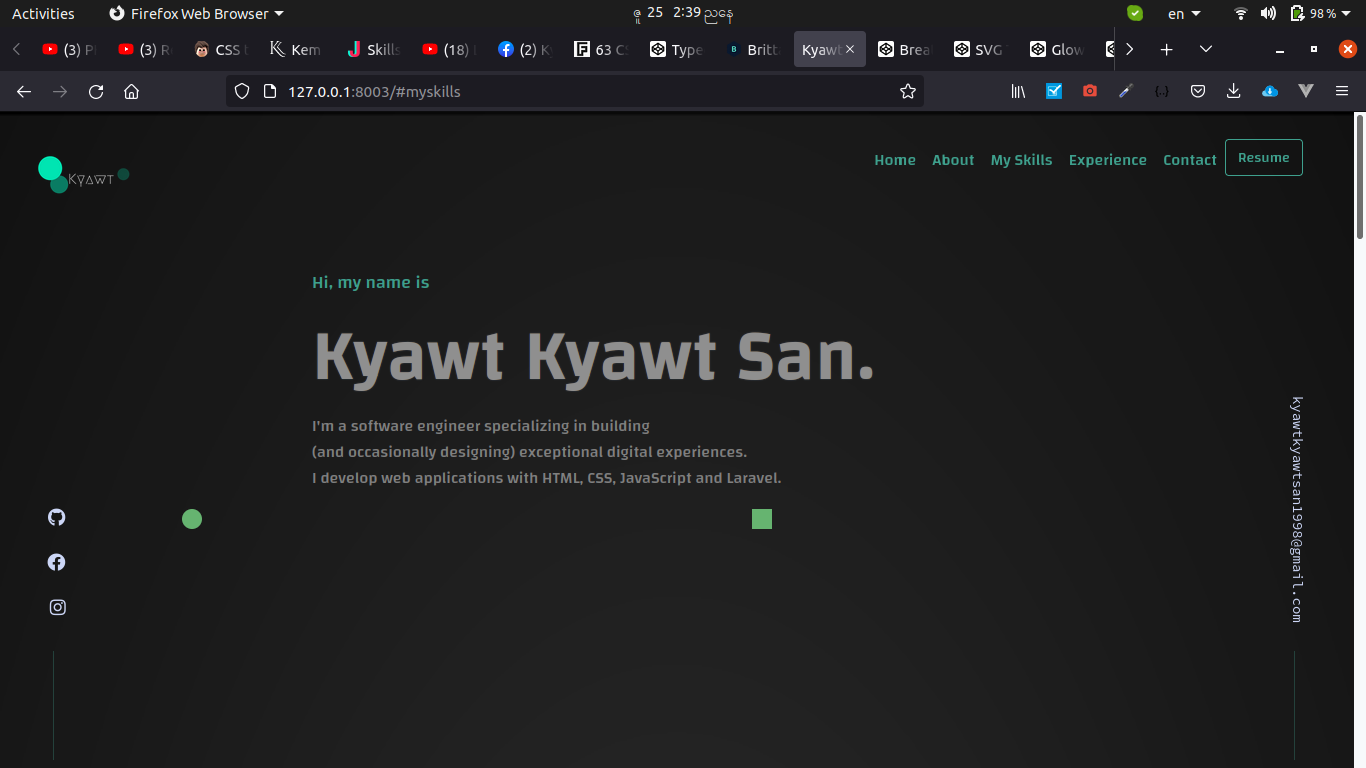 Activities
Firefox Web Browser
ဇူ 25 2:39 ညနေ
en
98 %
(3) P
(3) R
CSS t
Kem
Skills
(18)
(2) Ky
63 CS
Type
Britta
Kyawt
Brea
SVG
Glow
127.0.0.1:8003/#myskills
Kyawt
Home
About
My Skills
Experience
Contact
Resume
Hi, my name is
Kyawt Kyawt San.
I'm a software engineer specializing in building
(and occasionally designing) exceptional digital experiences.
I develop web applications with HTML, CSS, JavaScript and Laravel.
kyawtkyawtsan1998@gmail.com